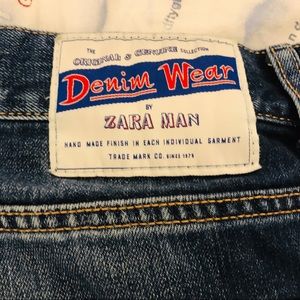 THE ORIGINAL & GENUINE COLLECTION
Denim Wear
BY
ZARA MAN
HAND MADE FINISH IN EACH INDIVIDUAL GARMENT
TRADE MARK CO. SINCE 1975